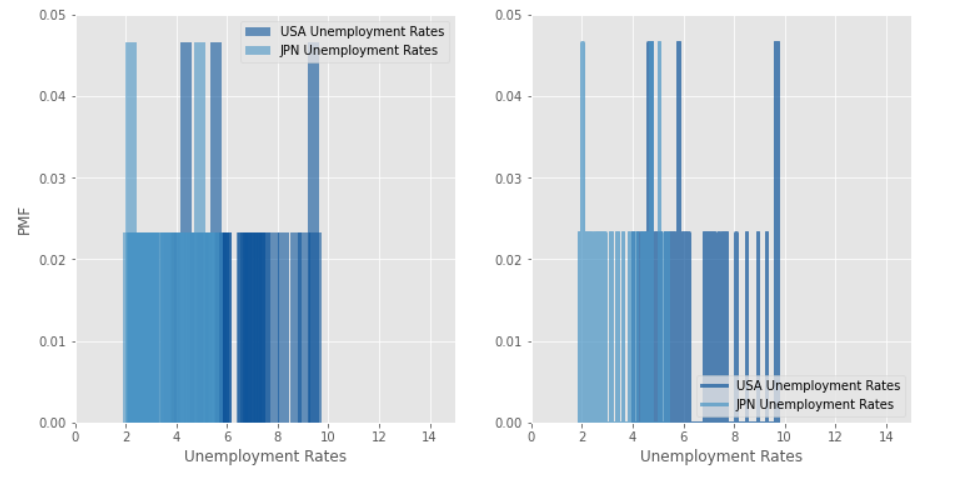 0.05
0.04
0.03
0.02
0.01
0.00
PMF
USA Unemployment Rates
JPN Unemployment Rates
0 2 4 6 8 10 12 14
Unemployment Rates
0.05
0.04
0.03
0.02
0.01
0.00
USA Unemployment Rates
JPN Unemployment Rates
0 2 4 6 8 10 12 14
Unemployment Rates